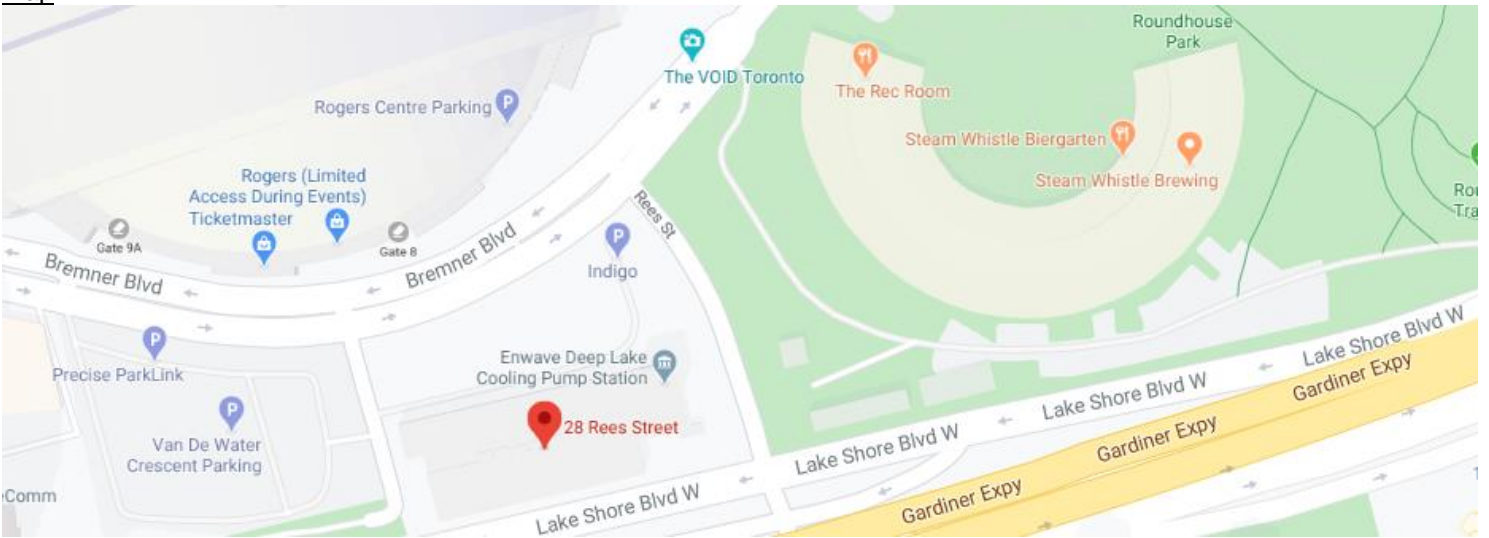 Roundhouse
Park
The VOID Toronto
The Rec Room
Rogers Centre Parking
P
Steam Whistle Biergarten
Steam Whistle Brewing
Rogers (Limited
Access During Events)
Ticketmaster
Rees St
Gate 9A
Gate 8
Bremner Blvd
Bremner Blvd
P
Indigo
P
Precise ParkLink
Enwave Deep Lake
Cooling Pump Station
Lake Shore Blvd W
Gardiner Expy
Lake Shore Blvd W
Gardiner Expy
P
Van De Water
Crescent Parking
28 Rees Street
Lake Shore Blvd W
Gardiner Expy
Lake Shore Blvd W